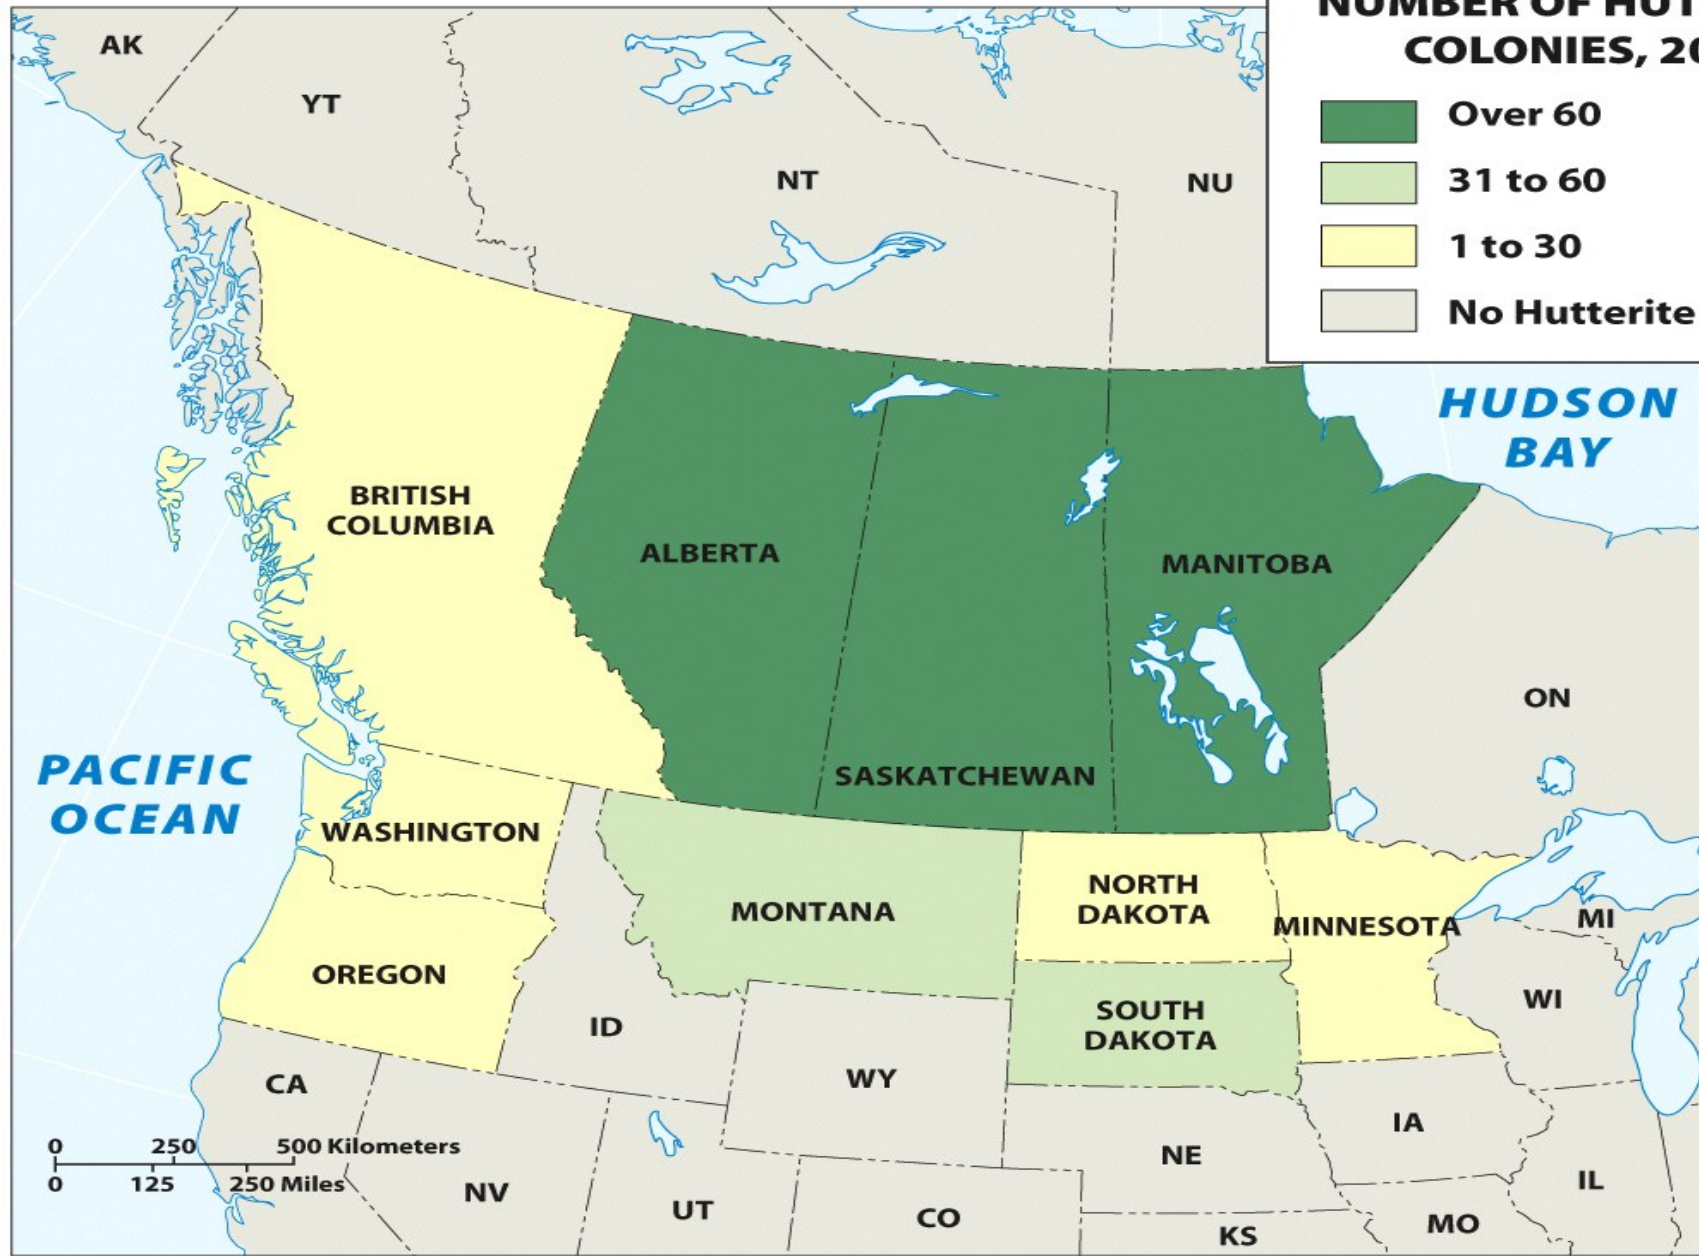 NUMBER OF
COLONIES,
Over 60
31 to 60
1 to 30
No Hutterite
AK
YT
NT
NU
HUDSON
BAY
BRITISH
COLUMBIA
ALBERTA
MANITOBA
SASKATCHEWAN
ON
PACIFIC
OCEAN
WASHINGTON
MONTANA
NORTH
DAKOTA
MINNESOTA
MI
OREGON
SOUTH
DAKOTA
WI
ID
WY
CA
IA
0 250 500 Kilometers
0 125 250 Miles
NV
UT
CO
NE
KS
MO
IL